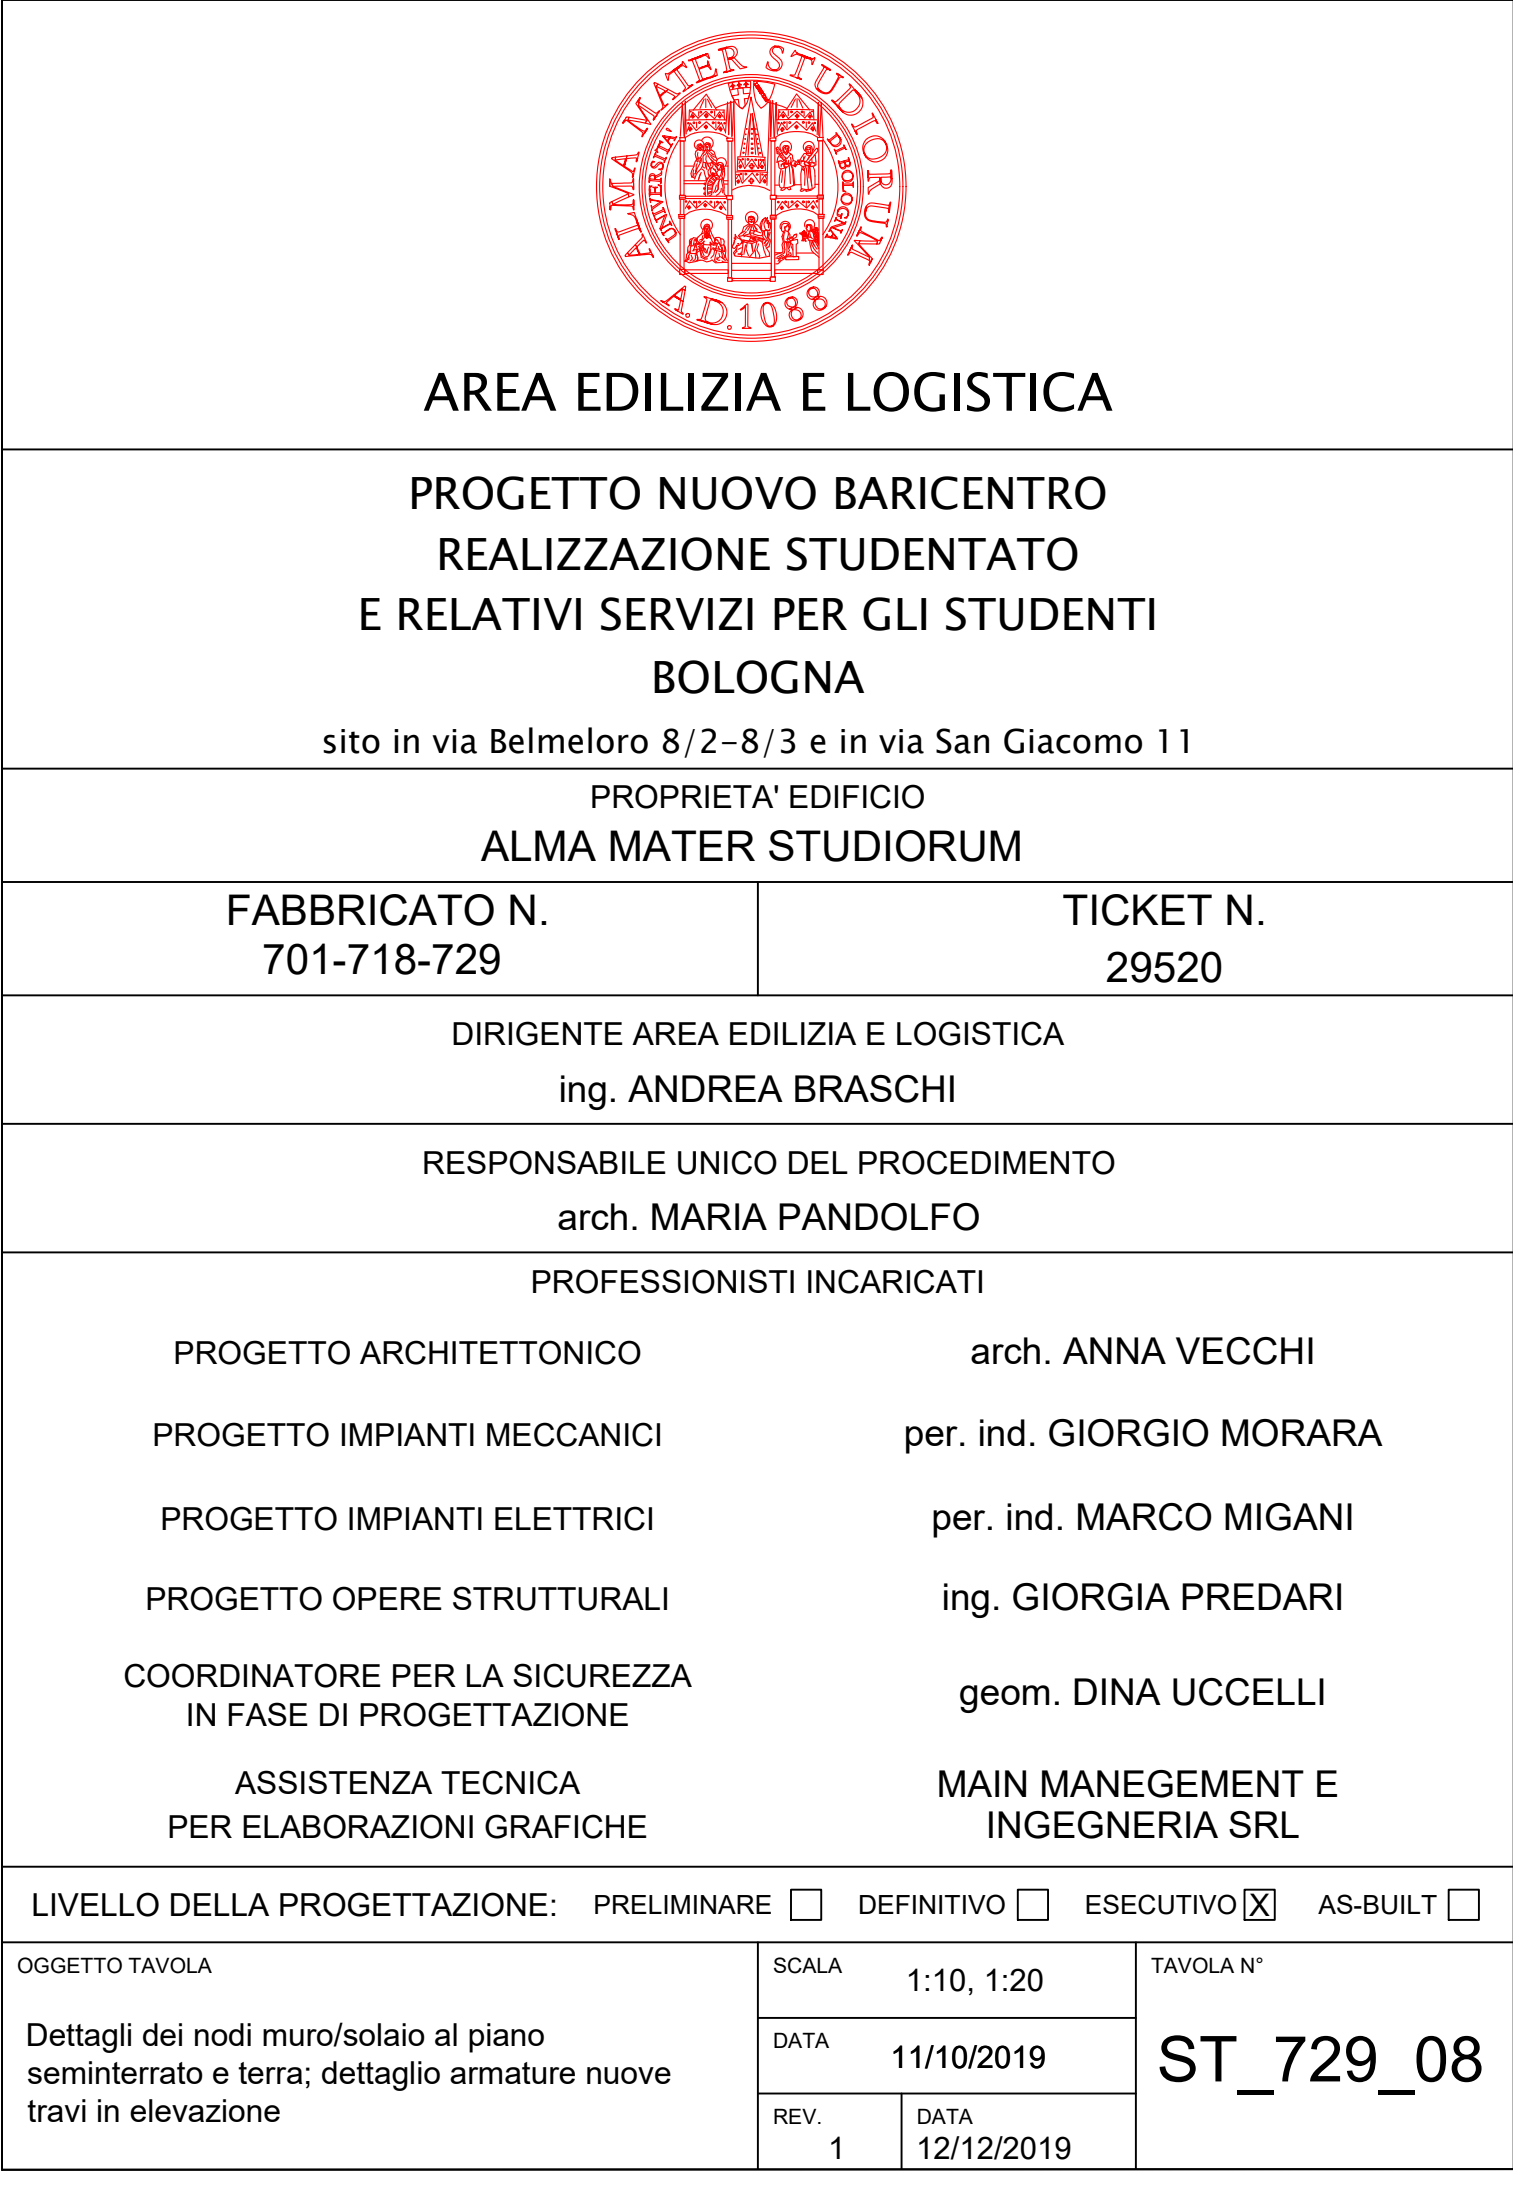 ALMA MATER STUDIORUM
A.D.1088
UNIVERSITA' DI BOLOGNA
AREA EDILIZIA E LOGISTICA
PROGETTO NUOVO BARICENTRO
REALIZZAZIONE STUDENTATO
E RELATIVI SERVIZI PER GLI STUDENTI
BOLOGNA
sito in via Belmeloro 8/2-8/3 e in via San Giacomo 11
PROPRIETA' EDIFICIO
ALMA MATER STUDIORUM
FABBRICATO N.
701-718-729
TICKET N.
29520
DIRIGENTE AREA EDILIZIA E LOGISTICA
ing. ANDREA BRASCHI
RESPONSABILE UNICO DEL PROCEDIMENTO
arch. MARIA PANDOLFO
PROFESSIONISTI INCARICATI
PROGETTO ARCHITETTONICO
arch. ANNA VECCHI
PROGETTO IMPIANTI MECCANICI
per. ind. GIORGIO MORARA
PROGETTO IMPIANTI ELETTRICI
per. ind. MARCO MIGANI
PROGETTO OPERE STRUTTURALI
ing. GIORGIA PREDARI
COORDINATORE PER LA SICUREZZA
IN FASE DI PROGETTAZIONE
geom. DINA UCCELLI
ASSISTENZA TECNICA
PER ELABORAZIONI GRAFICHE
MAIN MANEGEMENT E
INGEGNERIA SRL
LIVELLO DELLA PROGETTAZIONE: PRELIMINARE DEFINITIVO ESECUTIVO X AS-BUILT
OGGETTO TAVOLA
Dettagli dei nodi muro/solaio al piano
seminterrato e terra; dettaglio armature nuove
travi in elevazione
SCALA 1:10, 1:20
DATA 11/10/2019
REV.
1
DATA
12/12/2019
TAVOLA N°
ST_729_08